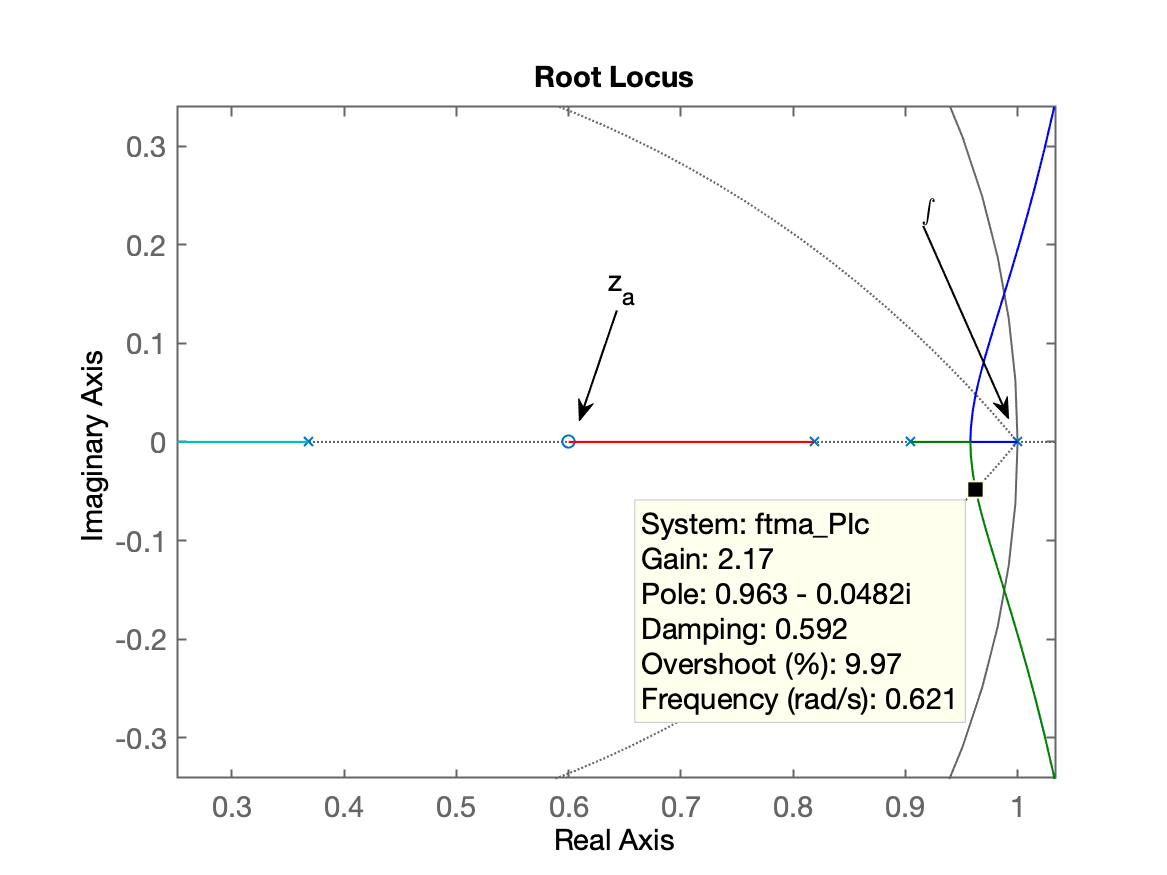 Root Locus
Imaginary Axis
0.3
0.2
0.1
0
-0.1
-0.2
-0.3
∫
z_a
System: ftma_PIc
Gain: 2.17
Pole: 0.963 - 0.0482i
Damping: 0.592
Overshoot (%): 9.97
Frequency (rad/s): 0.621
0.3 0.4 0.5 0.6 0.7 0.8 0.9 1
Real Axis